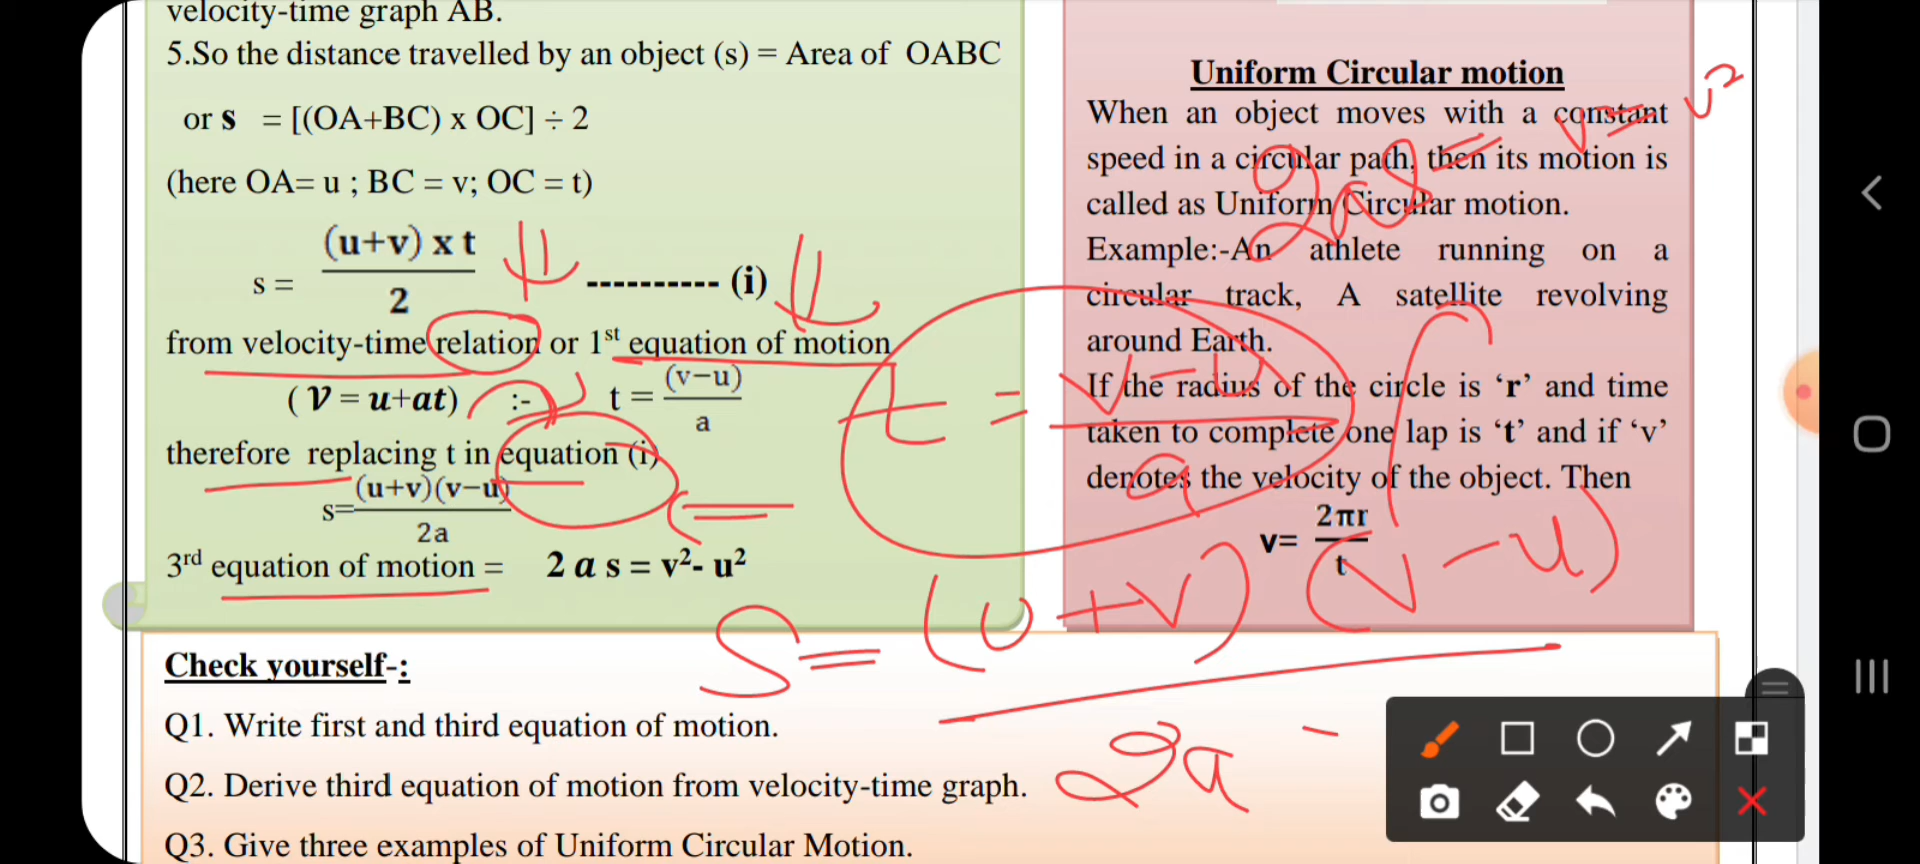 velocity-time graph AB.
5.So the distance travelled by an object (s) = Area of OABC
or s = [(OA+BC) x OC] ÷ 2
(here OA= u ; BC = v; OC = t)
s = (u+v) x t / 2 ---------- (i)
from velocity-time relation or 1st equation of motion
( V = u+at) :- t = (v−u) / a
therefore replacing t in equation (i)
s= (u+v)(v−u) / 2a
3rd equation of motion = 2 a s = v²- u²
Uniform Circular motion
When an object moves with a constant
speed in a circular path, then its motion is
called as Uniform Circular motion.
Example:-An athlete running on a
circular track, A satellite revolving
around Earth.
If the radius of the circle is ‘r’ and time
taken to complete one lap is ‘t’ and if ‘v’
denotes the velocity of the object. Then
v= 2πr / t
2as = v= v²
t = v-u / a
S = (u+v) (v-u) / 2a
Check yourself-:
Q1. Write first and third equation of motion.
Q2. Derive third equation of motion from velocity-time graph.
Q3. Give three examples of Uniform Circular Motion.